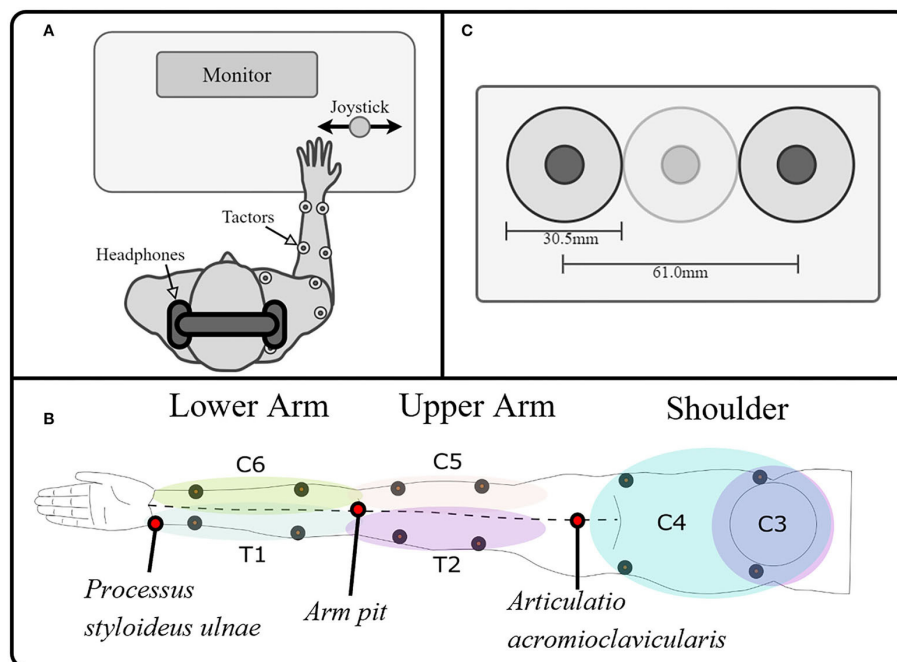 A
Monitor
Joystick
Tactors
Headphones
C
30.5mm
61.0mm
B
Lower Arm
Upper Arm
Shoulder
C6
C5
C4
C3
T1
T2
Processus
styloideus ulnae
Arm pit
Articulatio
acromioclavicularis